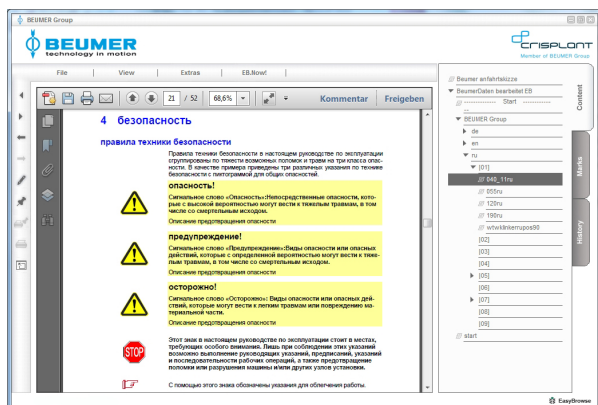 BEUMER Group
BEUMER
technology in motion
CRISPLANT
Member of BEUMER Group
File | View | Extras | EB.Now! |
21 / 52 68,6% Kommentar Freigeben
4 безопасность
правила техники безопасности
Правила техники безопасности в настоящем руководстве по эксплуатации
сгруппированы по тяжести возможных поломок и травм на три класса опас-
ности. В качестве примера приведены три различных указания по технике
безопасности с пиктограммой для общих опасностей.
опасность!
Сигнальное слово «Опасность»:Непосредственные опасности, кото-
рые с высокой вероятностью могут вести к тяжелым травмам, в том
числе со смертельным исходом.
Описание предотвращения опасности
предупреждение!
Сигнальное слово «Предупреждение»:Виды опасности или опасных
действий, которые с определенной вероятностью могут вести к тяже-
лым травмам, в том числе со смертельным исходом.
Описание предотвращения опасности
осторожно!
Сигнальное слово «Осторожно»: Виды опасности или опасных дей-
ствий, которые могут вести к легким травмам или повреждению ма-
териальной части.
Описание предотвращения опасности
STOP
Этот знак в настоящем руководстве по эксплуатации стоит в местах,
требующих особого внимания. Лишь при соблюдении этих указаний
возможно выполнение руководящих указаний, предписаний, указаний
и последовательности рабочих операций, а также предотвращение
поломки или разрушения машины и/или других узлов установки.
С помощью этого знака обозначены указания для облегчения работы.
Beumer anfahrtskizze
BeumerDaten bearbeitet EB
-------------- Start -------------
...
BEUMER Group
de
en
ru
[01]
040_11ru
055ru
120ru
190ru
wtwklinkerrupos90
[02]
[03]
[04]
[05]
[06]
[07]
[08]
[09]
start
Content
Marks
History
EasyBrowse